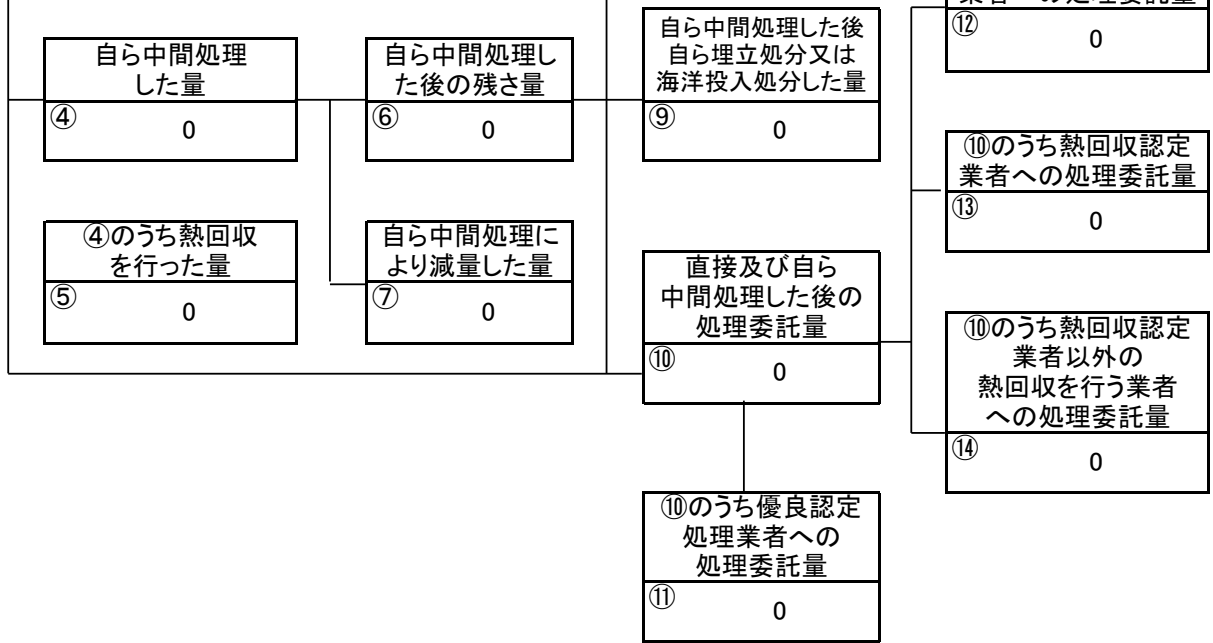 業者への処理委託量
⑫
0
自ら中間処理
した量
④
0
自ら中間処理し
た後の残さ量
⑥
0
自ら中間処理した後
自ら埋立処分又は
海洋投入処分した量
⑨
0
⑩のうち熱回収認定
業者への処理委託量
⑬
0
④のうち熱回収
を行った量
⑤
0
自ら中間処理に
より減量した量
⑦
0
直接及び自ら
中間処理した後の
処理委託量
⑩
0
⑩のうち熱回収認定
業者以外の
熱回収を行う業者
への処理委託量
⑭
0
⑩のうち優良認定
処理業者への
処理委託量
⑪
0